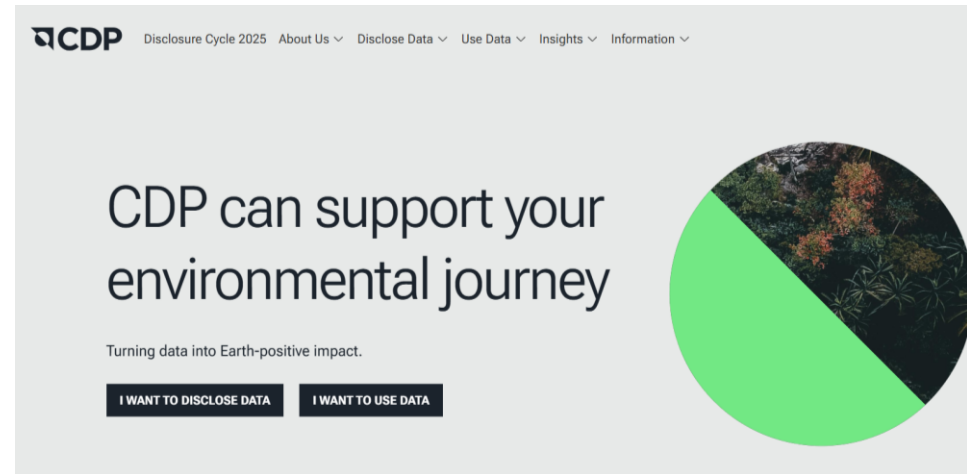 CDP
Disclosure Cycle 2025 About Us Disclose Data Use Data Insights Information
CDP can support your
environmental journey
Turning data into Earth-positive impact.
I WANT TO DISCLOSE DATA I WANT TO USE DATA